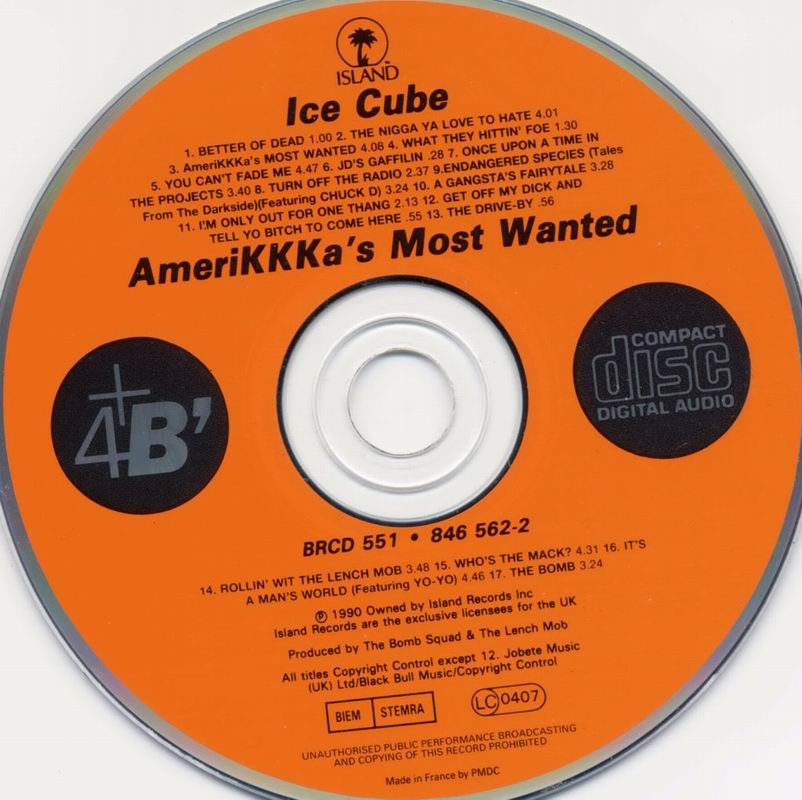 ISLAND™
Ice Cube
1. BETTER OF DEAD 1.00 2. THE NIGGA YA LOVE TO HATE 4.01
3. AmeriKKKa's MOST WANTED 4.08 4. WHAT THEY HITTIN' FOE 1.30
5. YOU CAN'T FADE ME 4.47 6. JD'S GAFFILIN .28 7. ONCE UPON A TIME IN
THE PROJECTS 3.40 8. TURN OFF THE RADIO 2.37 9.ENDANGERED SPECIES (Tales
From The Darkside)(Featuring CHUCK D) 3.24 10. A GANGSTA'S FAIRYTALE 3.28
11. I'M ONLY OUT FOR ONE THANG 2.13 12. GET OFF MY DICK AND
TELL YO BITCH TO COME HERE .55 13. THE DRIVE-BY .56
AmeriKKKa's Most Wanted
4+B'
COMPACT
disc
DIGITAL AUDIO
BRCD 551 • 846 562-2
14. ROLLIN' WIT THE LENCH MOB 3.48 15. WHO'S THE MACK? 4.31 16. IT'S
A MAN'S WORLD (Featuring YO-YO) 4.46 17. THE BOMB 3.24
℗ 1990 Owned by Island Records Inc
Island Records are the exclusive licensees for the UK
Produced by The Bomb Squad & The Lench Mob
All titles Copyright Control except 12. Jobete Music
(UK) Ltd/Black Bull Music/Copyright Control
BIEM STEMRA LC0407
UNAUTHORISED PUBLIC PERFORMANCE BROADCASTING
AND COPYING OF THIS RECORD PROHIBITED
Made in France by PMDC